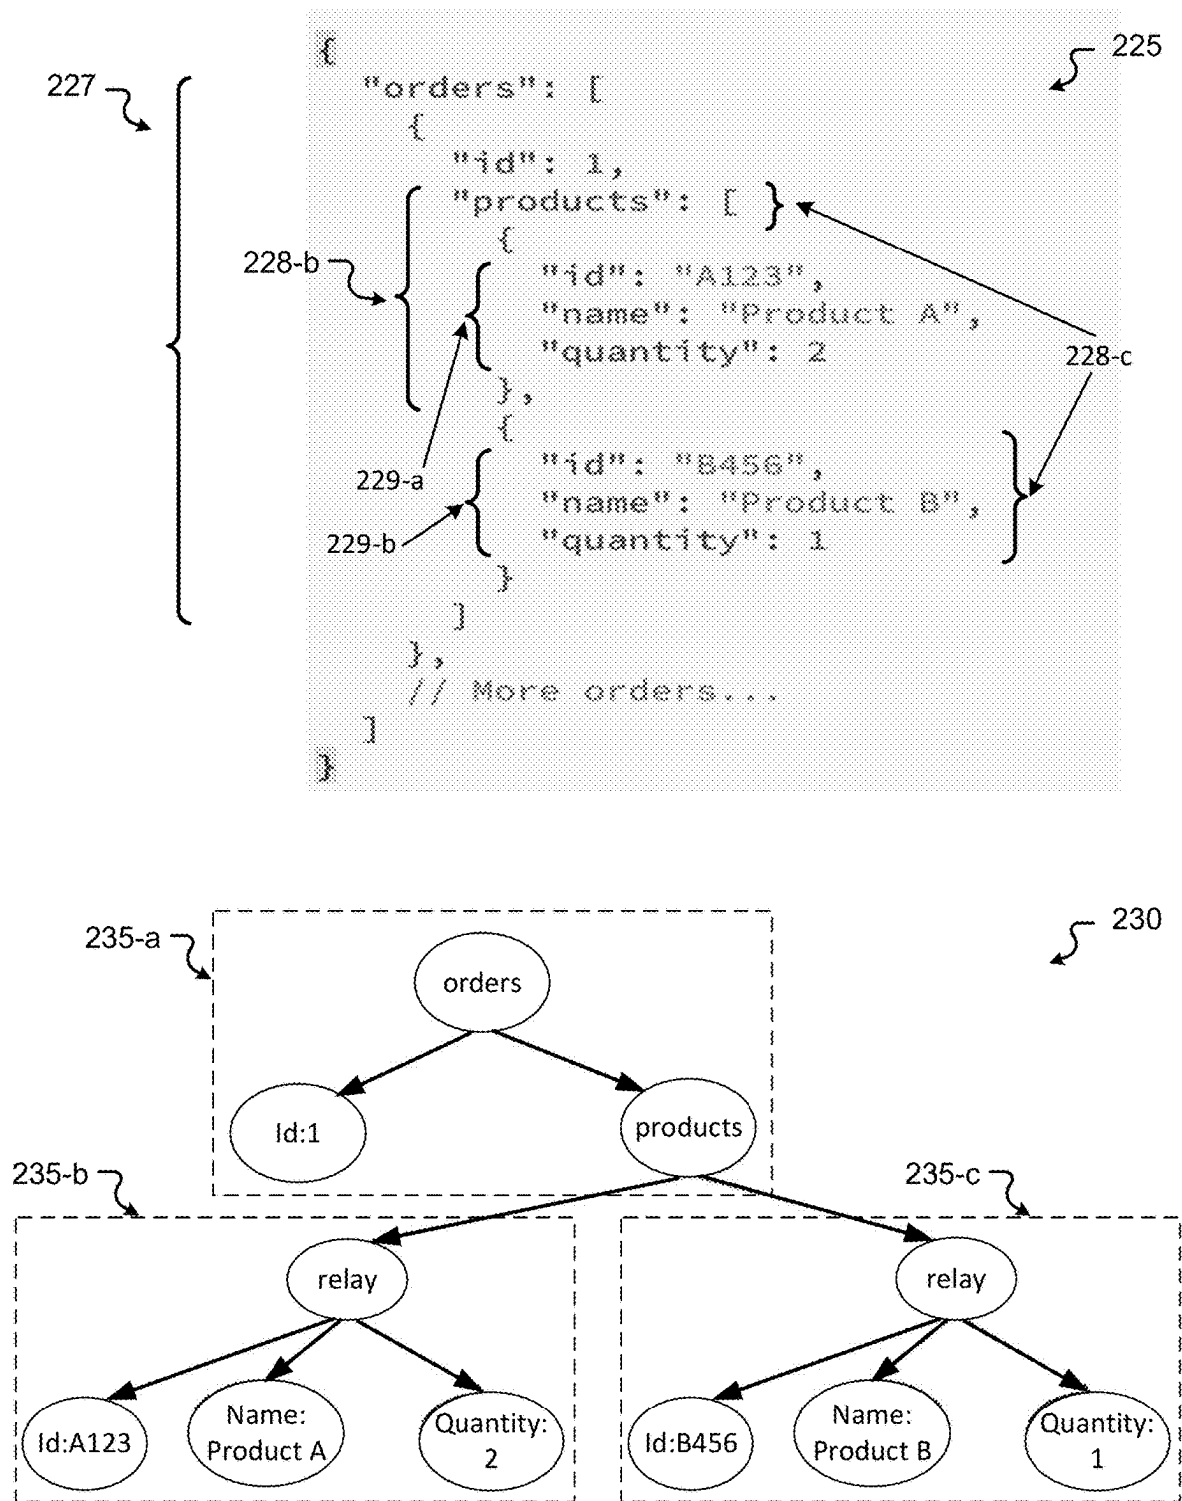 {
225
227
"orders": [
{
"id": 1,
"products": [ }
{
228-b
"id": "A123",
"name": "Product A",
"quantity": 2
228-c
},
{
229-a
"id": "B456",
"name": "Product B",
229-b
"quantity": 1
}
]
},
// More orders...
]
}
235-a
230
orders
Id:1
products
235-b
235-c
relay
relay
Id:A123
Name:
Product A
Quantity:
2
Id:B456
Name:
Product B
Quantity:
1